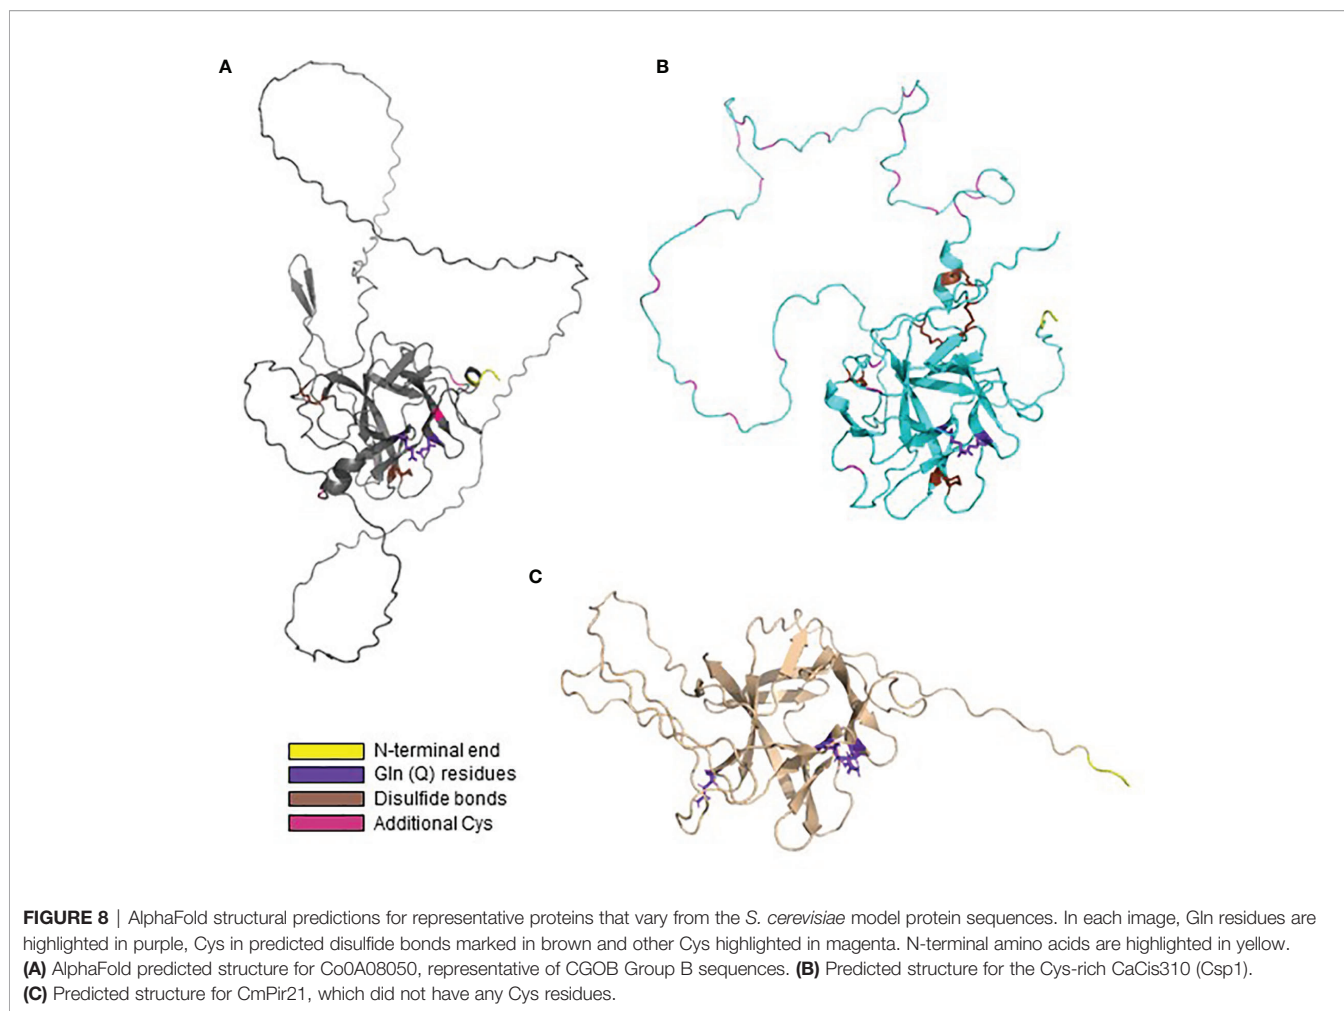 A
B
C
N-terminal end
Gln (Q) residues
Disulfide bonds
Additional Cys
FIGURE 8 | AlphaFold structural predictions for representative proteins that vary from the S. cerevisiae model protein sequences. In each image, Gln residues are
highlighted in purple, Cys in predicted disulfide bonds marked in brown and other Cys highlighted in magenta. N-terminal amino acids are highlighted in yellow.
(A) AlphaFold predicted structure for Co0A08050, representative of CGOB Group B sequences. (B) Predicted structure for the Cys-rich CaCis310 (Csp1).
(C) Predicted structure for CmPir21, which did not have any Cys residues.